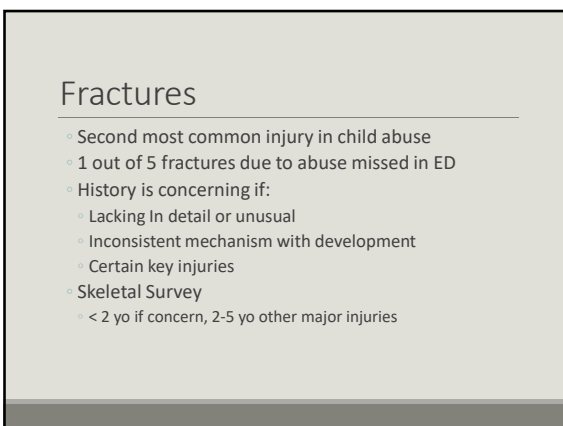 Fractures
◦ Second most common injury in child abuse
◦ 1 out of 5 fractures due to abuse missed in ED
◦ History is concerning if:
◦ Lacking In detail or unusual
◦ Inconsistent mechanism with development
◦ Certain key injuries
◦ Skeletal Survey
◦ < 2 yo if concern, 2-5 yo other major injuries